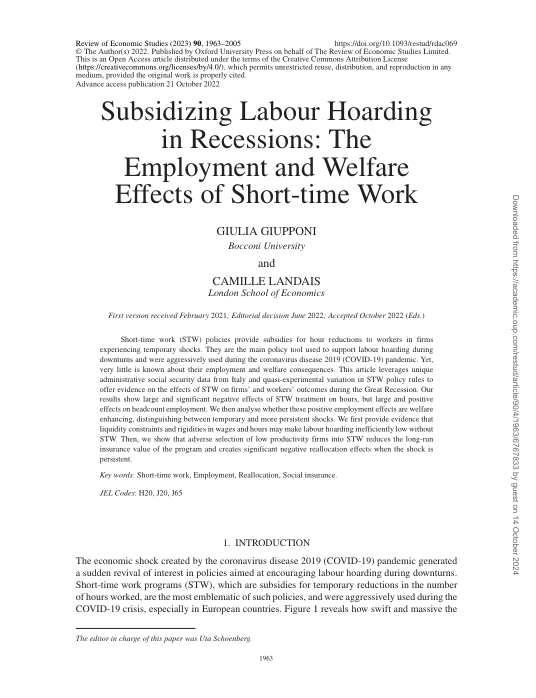 Review of Economic Studies (2023) 90, 1963–2005 https://doi.org/10.1093/restud/rdac069
© The Author(s) 2022. Published by Oxford University Press on behalf of The Review of Economic Studies Limited.
This is an Open Access article distributed under the terms of the Creative Commons Attribution License
(https://creativecommons.org/licenses/by/4.0/), which permits unrestricted reuse, distribution, and reproduction in any
medium, provided the original work is properly cited.
Advance access publication 21 October 2022
Subsidizing Labour Hoarding
in Recessions: The
Employment and Welfare
Effects of Short-time Work
GIULIA GIUPPONI
Bocconi University
and
CAMILLE LANDAIS
London School of Economics
First version received February 2021; Editorial decision June 2022; Accepted October 2022 (Eds.)
Short-time work (STW) policies provide subsidies for hour reductions to workers in firms
experiencing temporary shocks. They are the main policy tool used to support labour hoarding during
downturns and were aggressively used during the coronavirus disease 2019 (COVID-19) pandemic. Yet,
very little is known about their employment and welfare consequences. This article leverages unique
administrative social security data from Italy and quasi-experimental variation in STW policy rules to
offer evidence on the effects of STW on firms' and workers' outcomes during the Great Recession. Our
results show large and significant negative effects of STW treatment on hours, but large and positive
effects on headcount employment. We then analyse whether these positive employment effects are welfare
enhancing, distinguishing between temporary and more persistent shocks. We first provide evidence that
liquidity constraints and rigidities in wages and hours may make labour hoarding inefficiently low without
STW. Then, we show that adverse selection of low productivity firms into STW reduces the long-run
insurance value of the program and creates significant negative reallocation effects when the shock is
persistent.
Key words: Short-time work, Employment, Reallocation, Social insurance.
JEL Codes: H20, J20, J65
1. INTRODUCTION
The economic shock created by the coronavirus disease 2019 (COVID-19) pandemic generated
a sudden revival of interest in policies aimed at encouraging labour hoarding during downturns.
Short-time work programs (STW), which are subsidies for temporary reductions in the number
of hours worked, are the most emblematic of such policies, and were aggressively used during the
COVID-19 crisis, especially in European countries. Figure 1 reveals how swift and massive the
The editor in charge of this paper was Uta Schoenberg.
1963
Downloaded from https://academic.oup.com/restud/article/90/4/1963/6767833 by guest on 14 October 2024